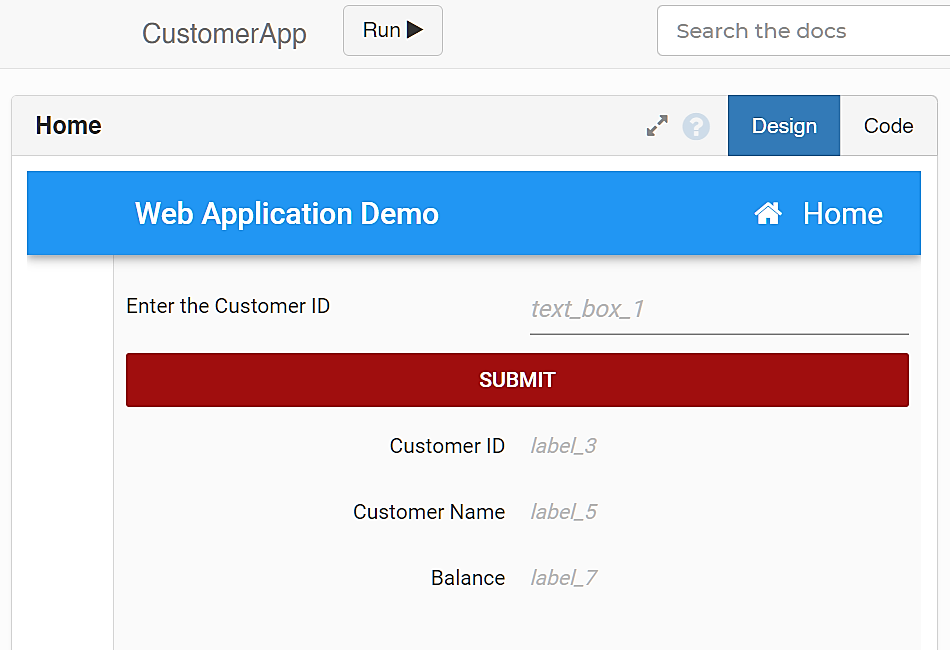 CustomerApp Run Search the docs
Home Design Code
Web Application Demo Home
Enter the Customer ID text_box_1
SUBMIT
Customer ID label_3
Customer Name label_5
Balance label_7